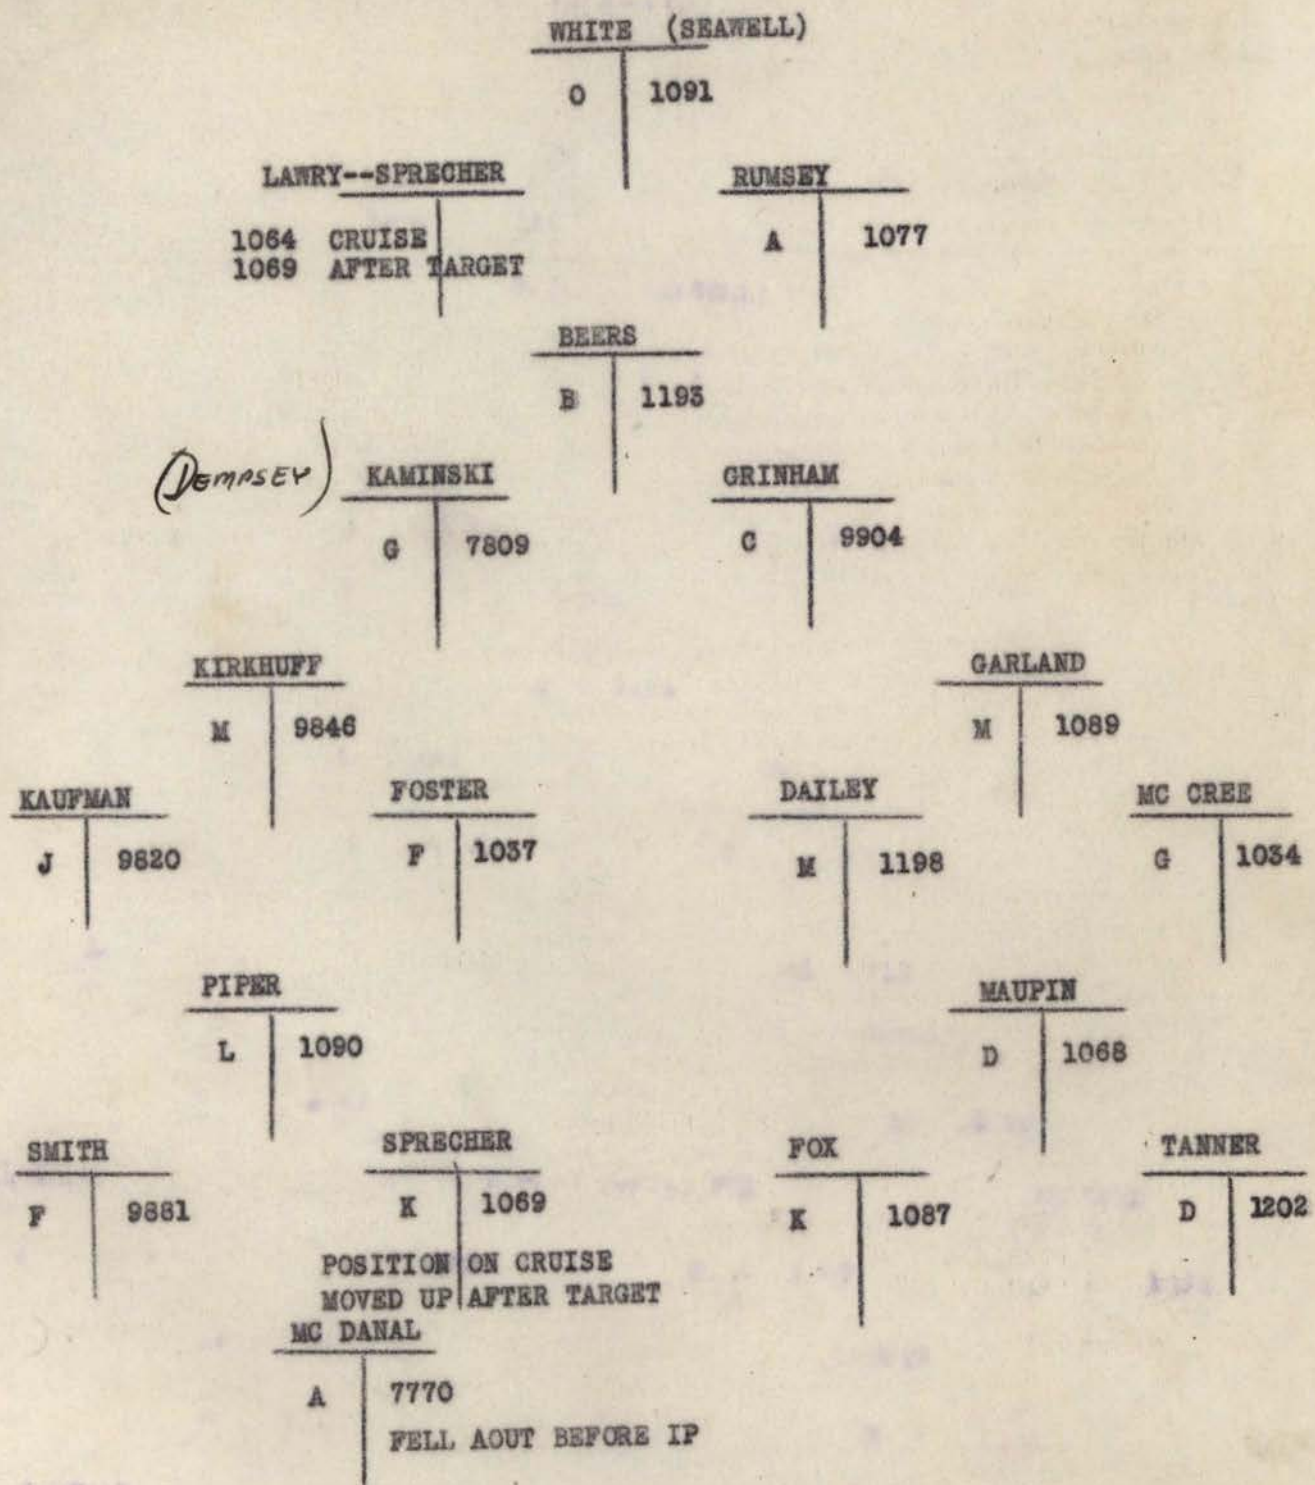 WHITE (SEAWELL)
O 1091
LAWRY--SPRECHER
1064 CRUISE
1069 AFTER TARGET
RUMSEY
A 1077
BEERS
B 1193
(DEMPSEY)
KAMINSKI
G 7809
GRINHAM
C 9904
KIRKHUFF
M 9846
GARLAND
M 1089
KAUFMAN
J 9820
FOSTER
F 1037
DAILEY
M 1198
MC CREE
G 1034
PIPER
L 1090
MAUPIN
D 1068
SMITH
F 9881
SPRECHER
K 1069
POSITION ON CRUISE
MOVED UP AFTER TARGET
FOX
K 1087
TANNER
D 1202
MC DANAL
A 7770
FELL AOUT BEFORE IP